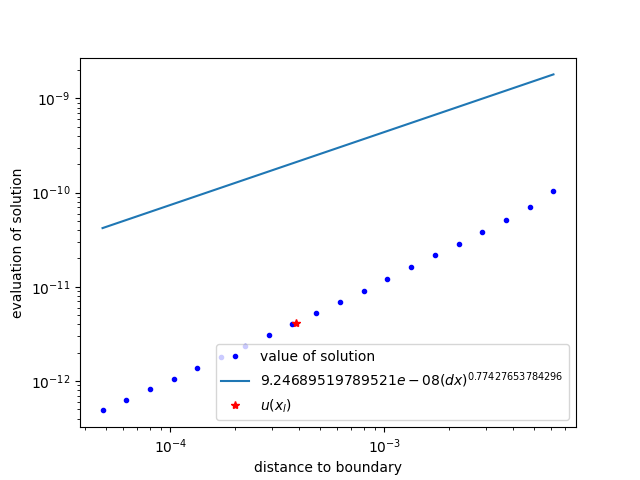 10⁻⁹
10⁻¹⁰
10⁻¹¹
10⁻¹²
evaluation of solution
value of solution
9.24689519789521e − 08(dx)^0.77427653784296
u(x_l)
10⁻⁴
10⁻³
distance to boundary